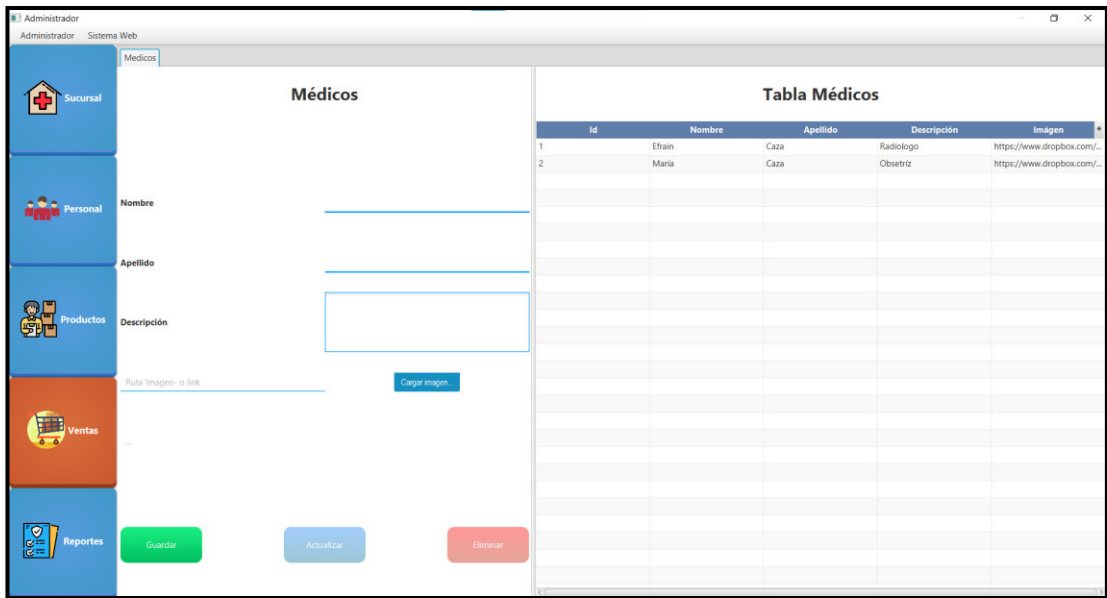 Administrador
Administrador Sistema Web
Sucursal
Personal
Productos
Ventas
Reportes
Medicos
Médicos
Nombre
Apellido
Descripción
Ruta Imagen- o link
Cargar imagen...
...
Guardar Actualizar Eliminar
Tabla Médicos
Id Nombre Apellido Descripción Imágen +
1 Efrain Caza Radiologo https://www.dropbox.com/...
2 María Caza Obsetríz https://www.dropbox.com/...